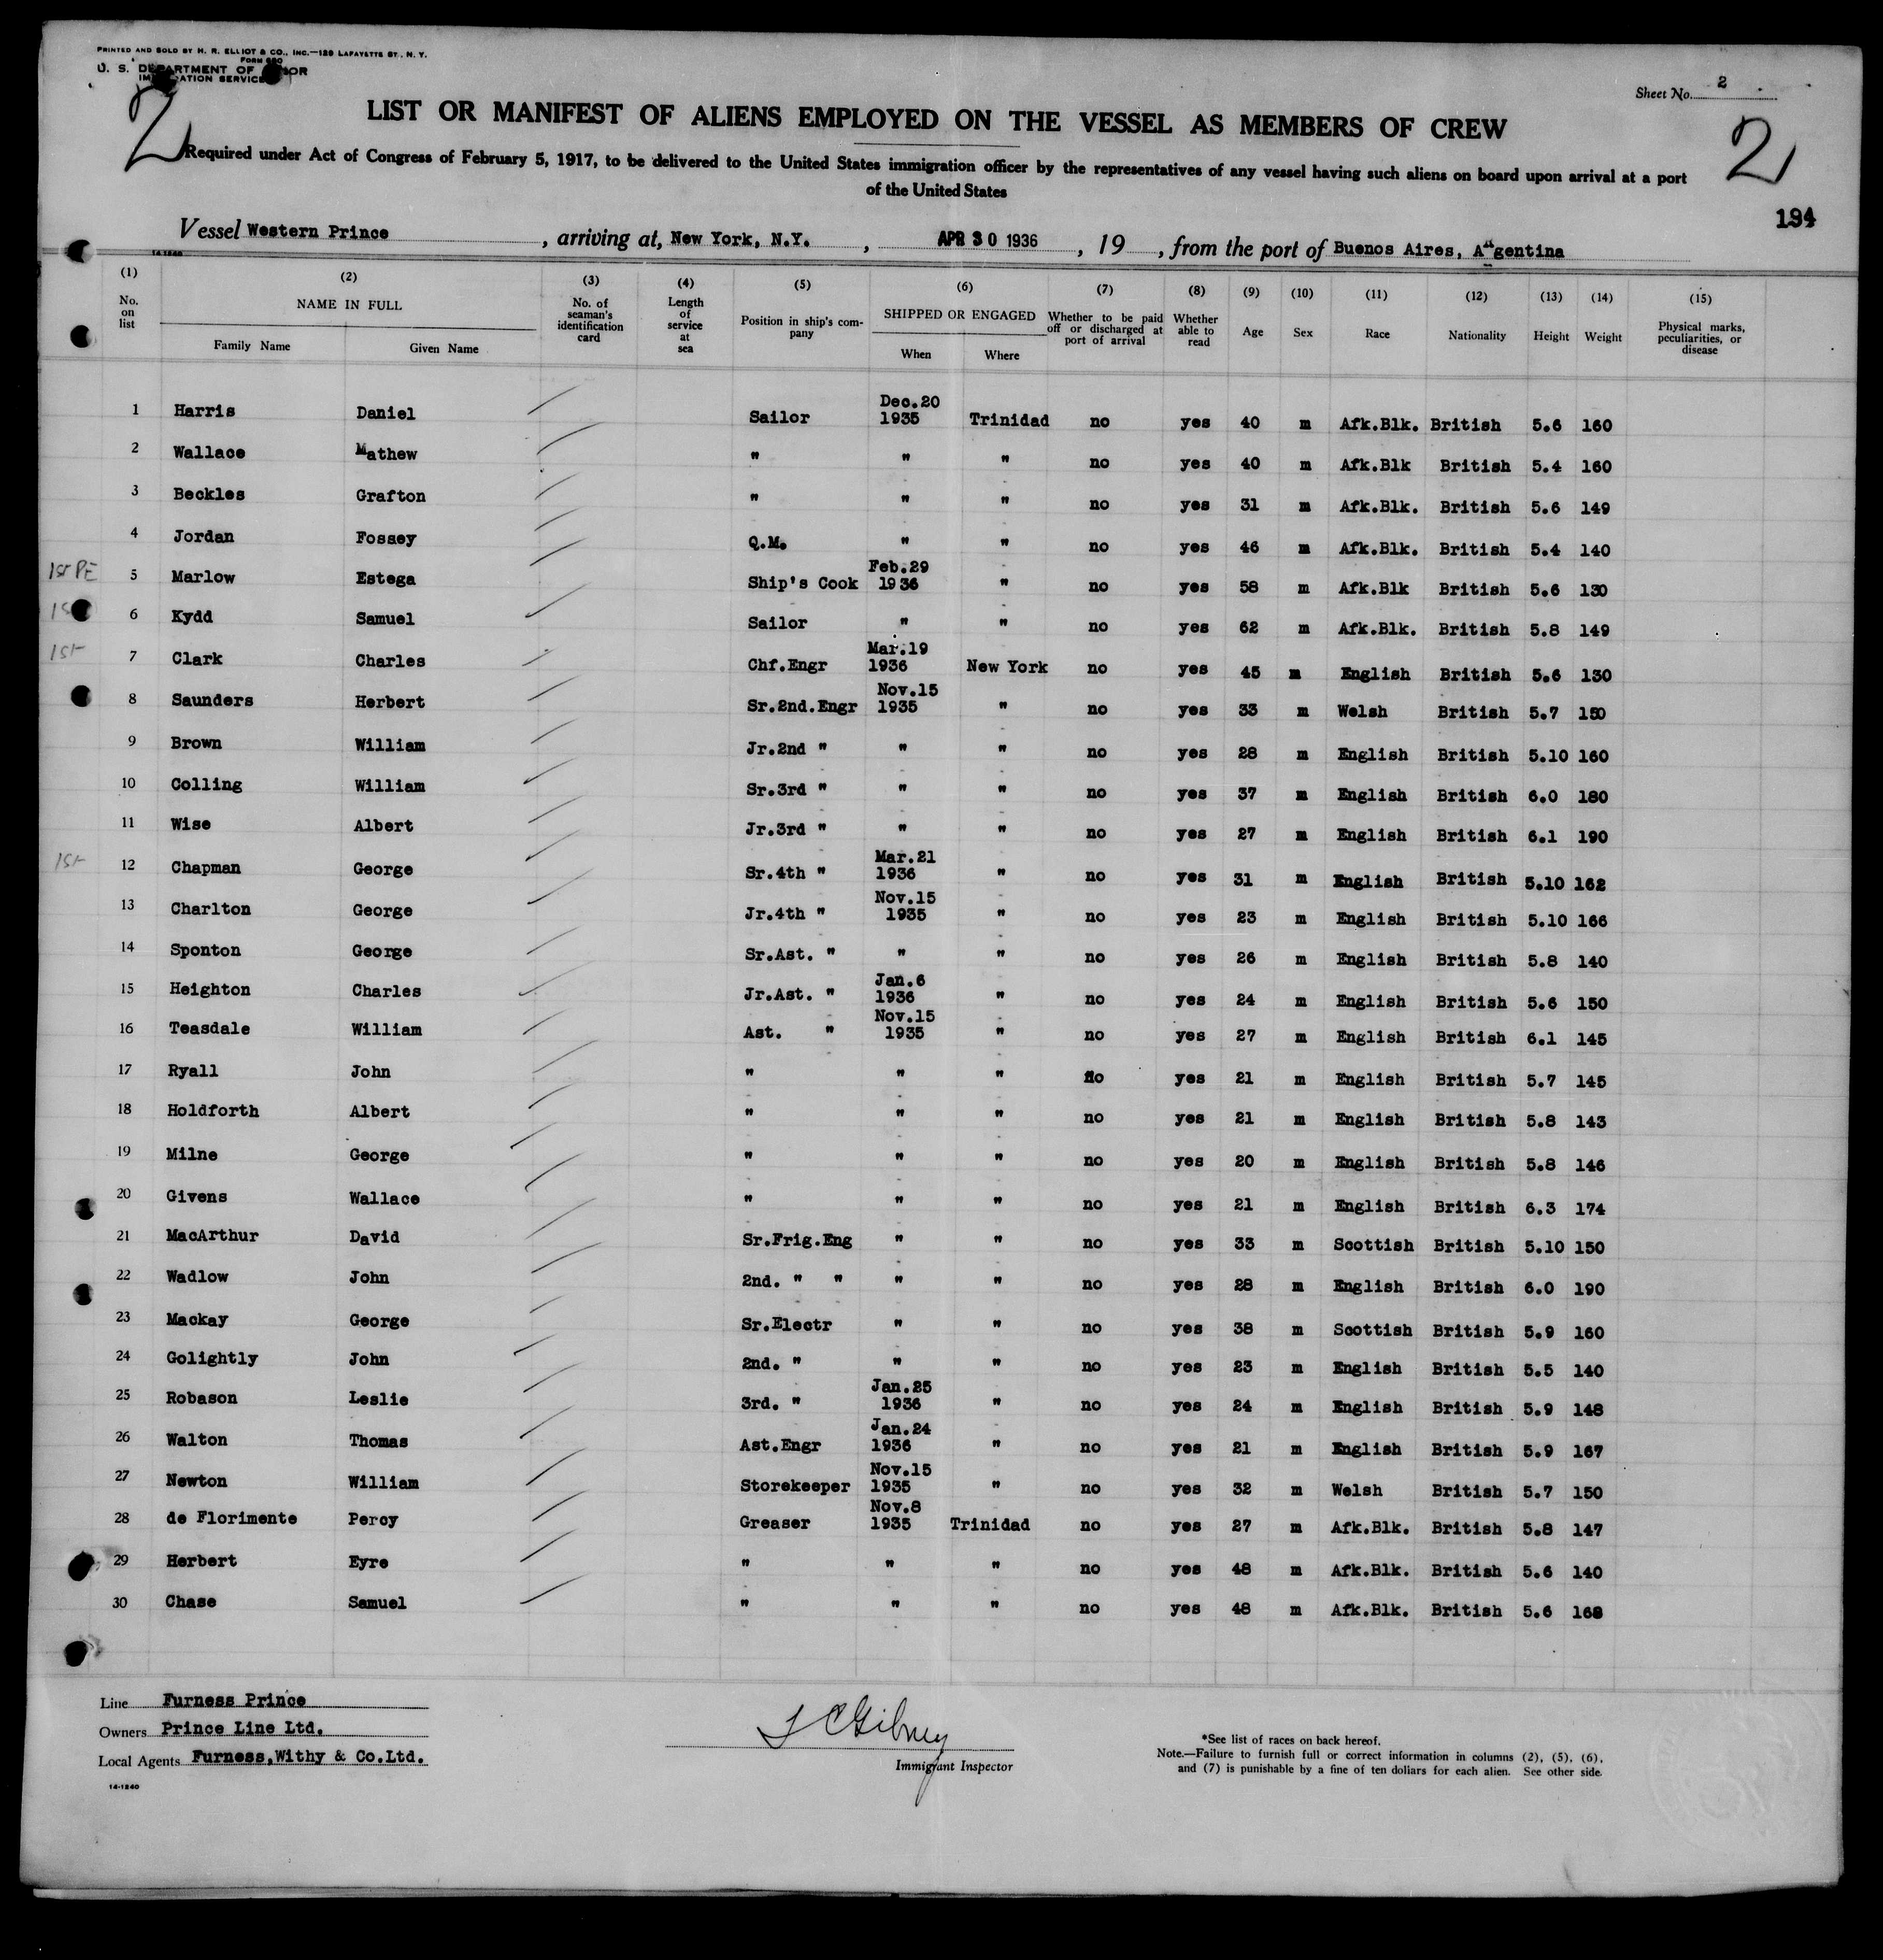 PRINTED AND SOLD BY H. R. ELLIOT & CO., INC.—129 LAFAYETTE ST., N. Y.
FORM 680
U. S. DEPARTMENT OF LABOR
IMMIGRATION SERVICE
Sheet No. 2
2
2
LIST OR MANIFEST OF ALIENS EMPLOYED ON THE VESSEL AS MEMBERS OF CREW
Required under Act of Congress of February 5, 1917, to be delivered to the United States immigration officer by the representatives of any vessel having such aliens on board upon arrival at a port
of the United States
194
Vessel Western Prince, arriving at, New York, N.Y., APR 30 1936, 19, from the port of Buenos Aires, Argentina
14-1240
(1) No. on list (2) NAME IN FULL Family Name Given Name (3) No. of seaman's identification card (4) Length of service at sea (5) Position in ship's company (6) SHIPPED OR ENGAGED When Where (7) Whether to be paid off or discharged at port of arrival (8) Whether able to read (9) Age (10) Sex (11) Race (12) Nationality (13) Height (14) Weight (15) Physical marks, peculiarities, or disease
1 Harris Daniel Sailor Dec.20 1935 Trinidad no yes 40 m Afk.Blk. British 5.6 160
2 Wallace Mathew " " " no yes 40 m Afk.Blk British 5.4 160
3 Beckles Grafton " " " no yes 31 m Afk.Blk. British 5.6 149
4 Jordan Fossey Q.M. " " no yes 46 m Afk.Blk. British 5.4 140
1st PE 5 Marlow Estega Ship's Cook Feb.29 1936 " no yes 58 m Afk.Blk British 5.6 130
6 Kydd Samuel Sailor " " no yes 62 m Afk.Blk. British 5.8 149
1st 7 Clark Charles Chf.Engr Mar.19 1936 New York no yes 45 m English British 5.6 130
8 Saunders Herbert Sr.2nd.Engr Nov.15 1935 " no yes 33 m Welsh British 5.7 150
9 Brown William Jr.2nd " " " no yes 28 m English British 5.10 160
10 Colling William Sr.3rd " " " no yes 37 m English British 6.0 180
11 Wise Albert Jr.3rd " " " no yes 27 m English British 6.1 190
1st 12 Chapman George Sr.4th " Mar.21 1936 " no yes 31 m English British 5.10 162
13 Charlton George Jr.4th " Nov.15 1935 " no yes 23 m English British 5.10 166
14 Sponton George Sr.Ast. " " " no yes 26 m English British 5.8 140
15 Heighton Charles Jr.Ast. " Jan.6 1936 " no yes 24 m English British 5.6 150
16 Teasdale William Ast. " Nov.15 1935 " no yes 27 m English British 6.1 145
17 Ryall John " " " no yes 21 m English British 5.7 145
18 Holdforth Albert " " " no yes 21 m English British 5.8 143
19 Milne George " " " no yes 20 m English British 5.8 146
20 Givens Wallace " " " no yes 21 m English British 6.3 174
21 MacArthur David Sr.Frig.Eng " " no yes 33 m Scottish British 5.10 150
22 Wadlow John 2nd. " " " " no yes 28 m English British 6.0 190
23 Mackay George Sr.Electr " " no yes 38 m Scottish British 5.9 160
24 Golightly John 2nd. " " " no yes 23 m English British 5.5 140
25 Robason Leslie 3rd. " Jan.25 1936 " no yes 24 m English British 5.9 148
26 Walton Thomas Ast.Engr Jan.24 1936 " no yes 21 m English British 5.9 167
27 Newton William Storekeeper Nov.15 1935 " no yes 32 m Welsh British 5.7 150
28 de Florimente Percy Greaser Nov.8 1935 Trinidad no yes 27 m Afk.Blk. British 5.8 147
29 Herbert Eyre " " " no yes 48 m Afk.Blk. British 5.6 140
30 Chase Samuel " " " no yes 48 m Afk.Blk. British 5.6 168
Line Furness Prince
Owners Prince Line Ltd.
Local Agents Furness,Withy & Co.Ltd.
14-1240
Gibney
Immigrant Inspector
*See list of races on back hereof.
Note.—Failure to furnish full or correct information in columns (2), (5), (6),
and (7) is punishable by a fine of ten dollars for each alien. See other side.